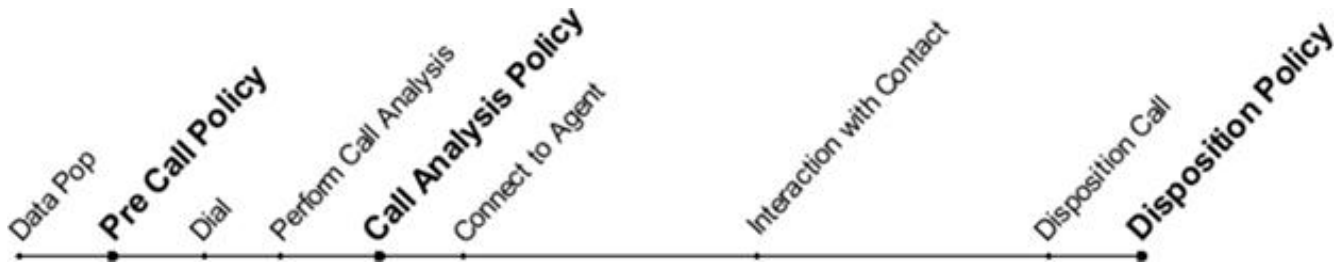 Data Pop
Pre Call Policy
Dial
Perform Call Analysis
Call Analysis Policy
Connect to Agent
Interaction with Contact
Disposition Call
Disposition Policy